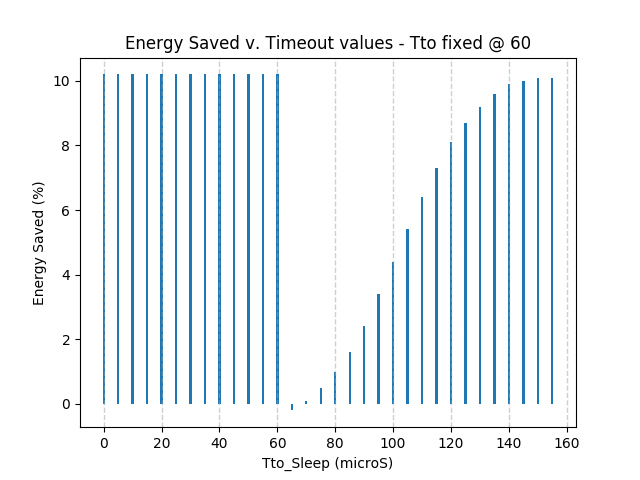 Energy Saved v. Timeout values - Tto fixed @ 60
Energy Saved (%)
10
8
6
4
2
0
0 20 40 60 80 100 120 140 160
Tto_Sleep (microS)